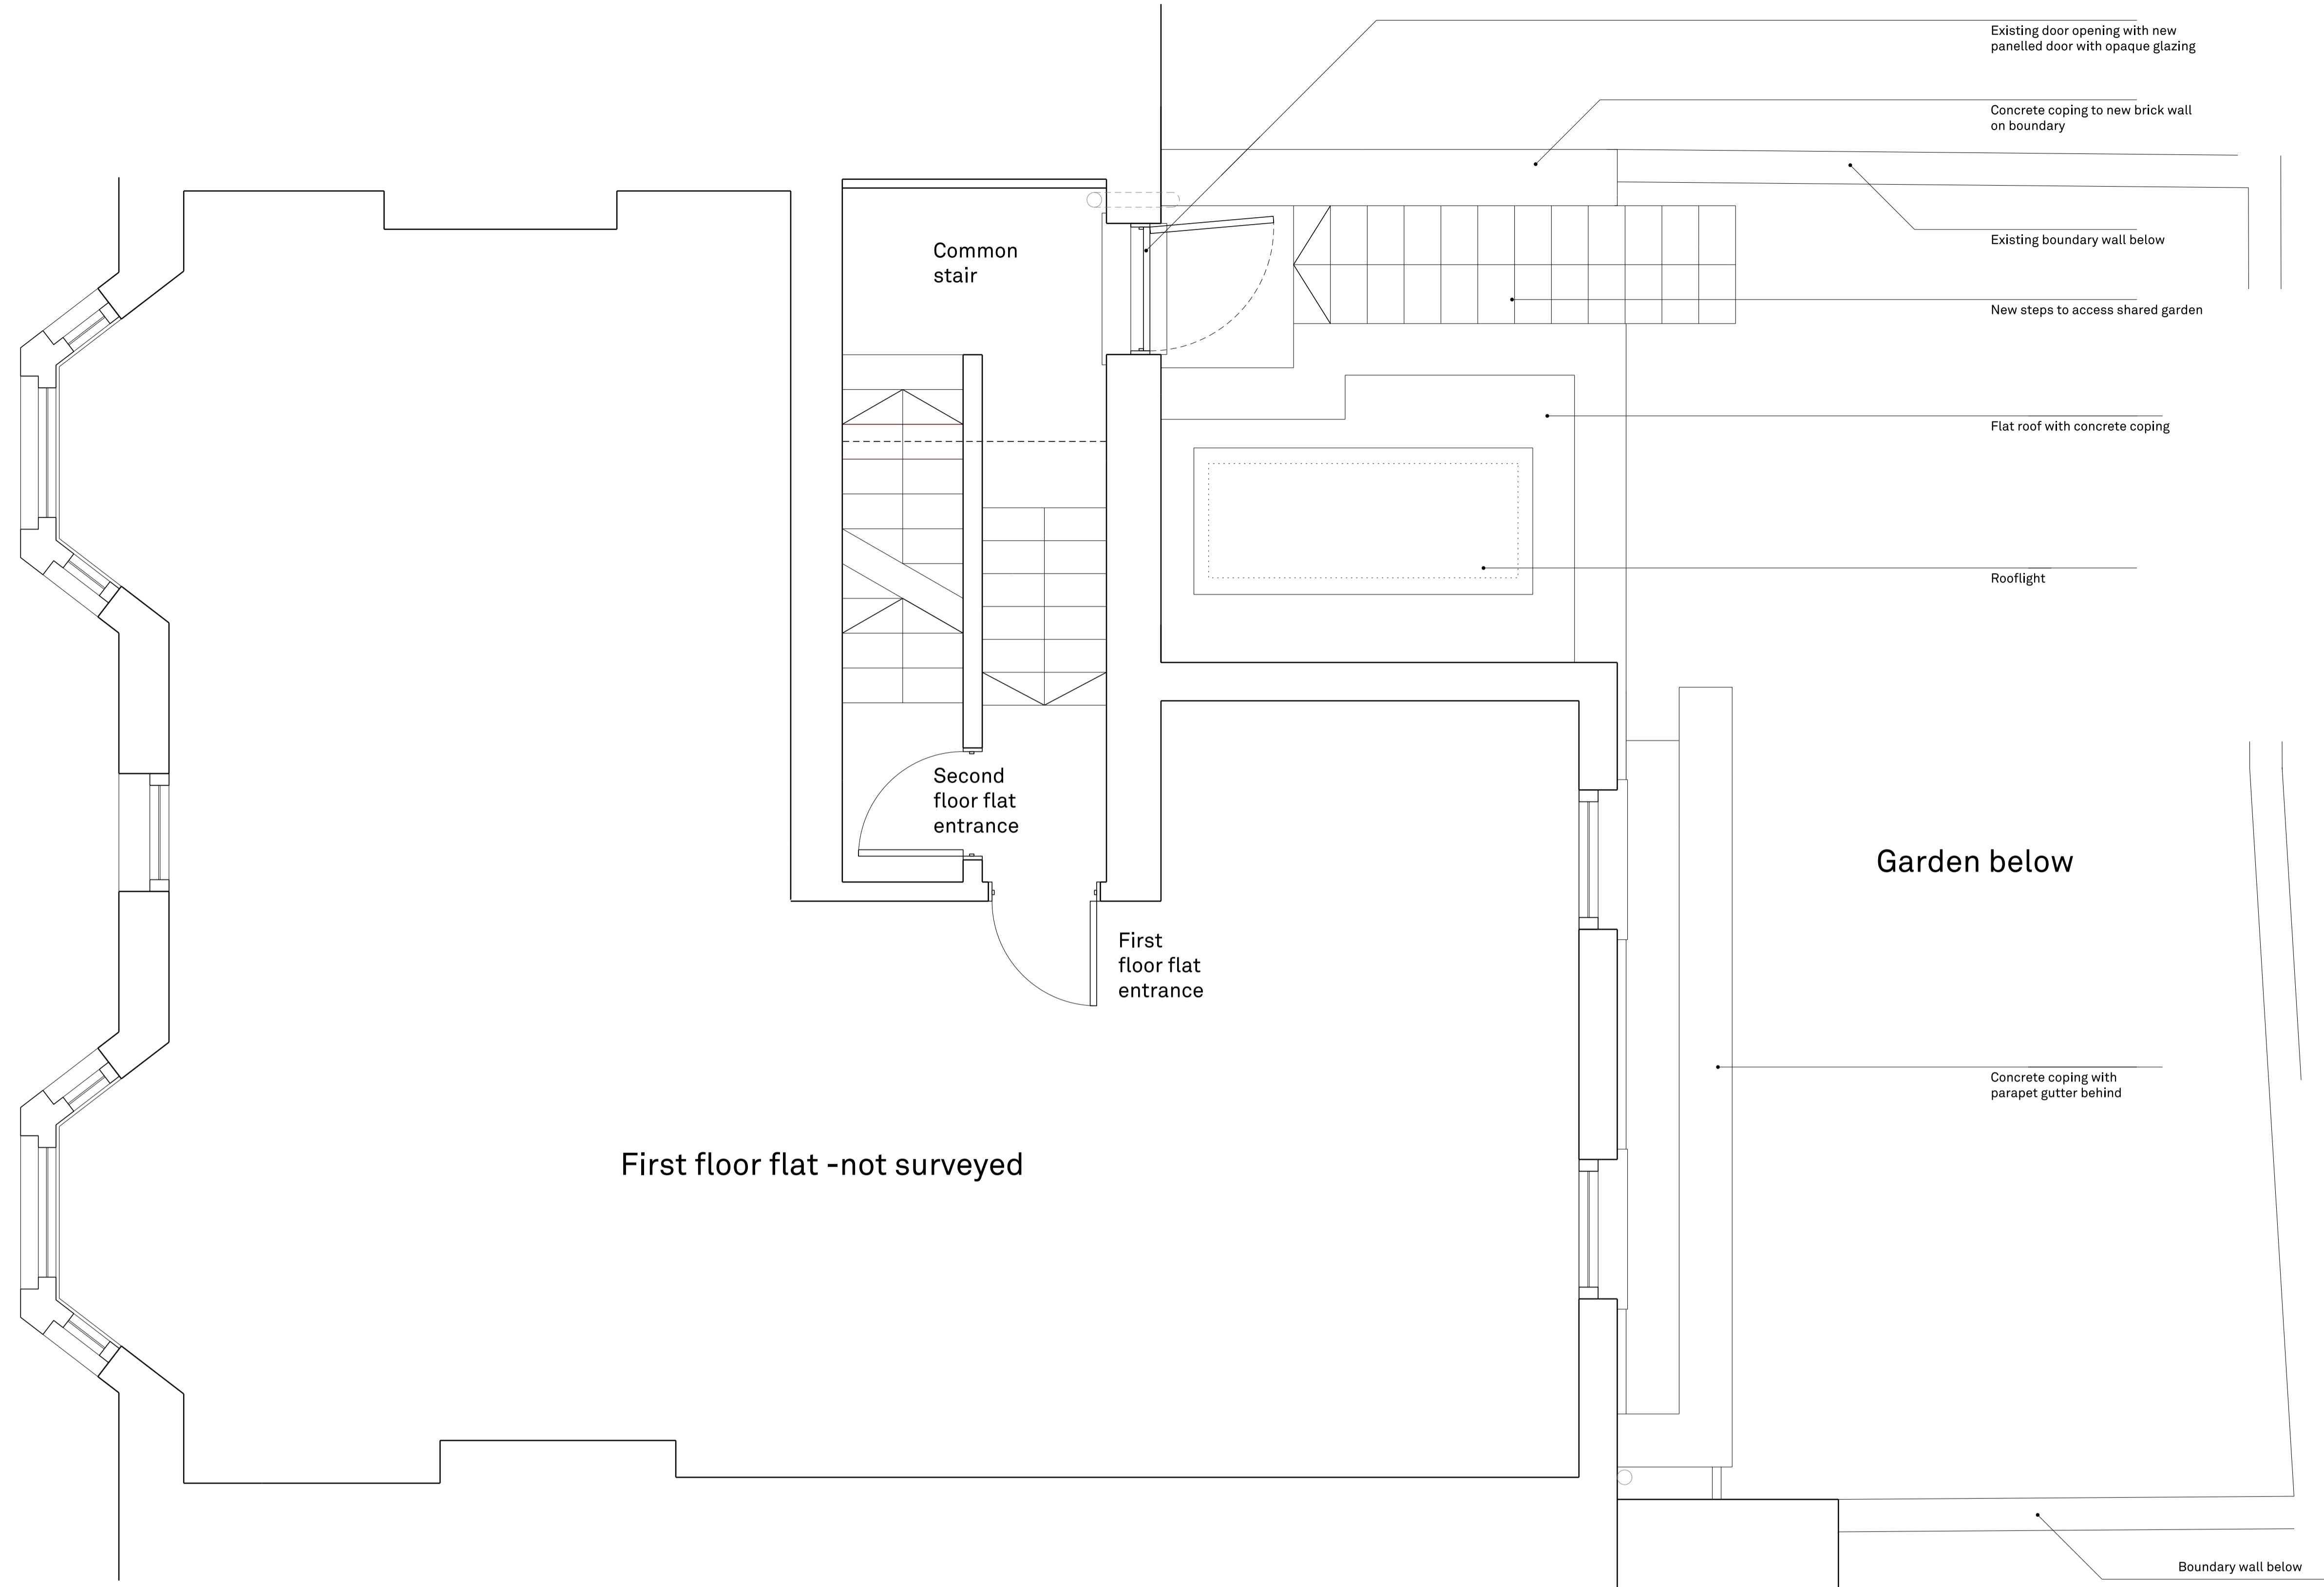 Existing door opening with new
panelled door with opaque glazing
Concrete coping to new brick wall
on boundary
Existing boundary wall below
New steps to access shared garden
Flat roof with concrete coping
Rooflight
Common
stair
Second
floor flat
entrance
First
floor flat
entrance
Garden below
Concrete coping with
parapet gutter behind
First floor flat -not surveyed
Boundary wall below